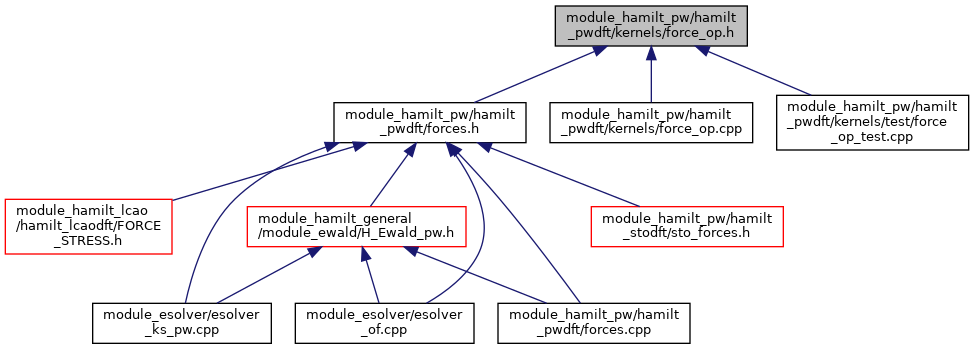 module_hamilt_pw/hamilt
_pwdft/kernels/force_op.h
module_hamilt_pw/hamilt
_pwdft/forces.h
module_hamilt_pw/hamilt
_pwdft/kernels/force_op.cpp
module_hamilt_pw/hamilt
_pwdft/kernels/test/force
_op_test.cpp
module_hamilt_lcao
/hamilt_lcaodft/FORCE
_STRESS.h
module_hamilt_general
/module_ewald/H_Ewald_pw.h
module_hamilt_pw/hamilt
_stodft/sto_forces.h
module_esolver/esolver
_ks_pw.cpp
module_esolver/esolver
_of.cpp
module_hamilt_pw/hamilt
_pwdft/forces.cpp